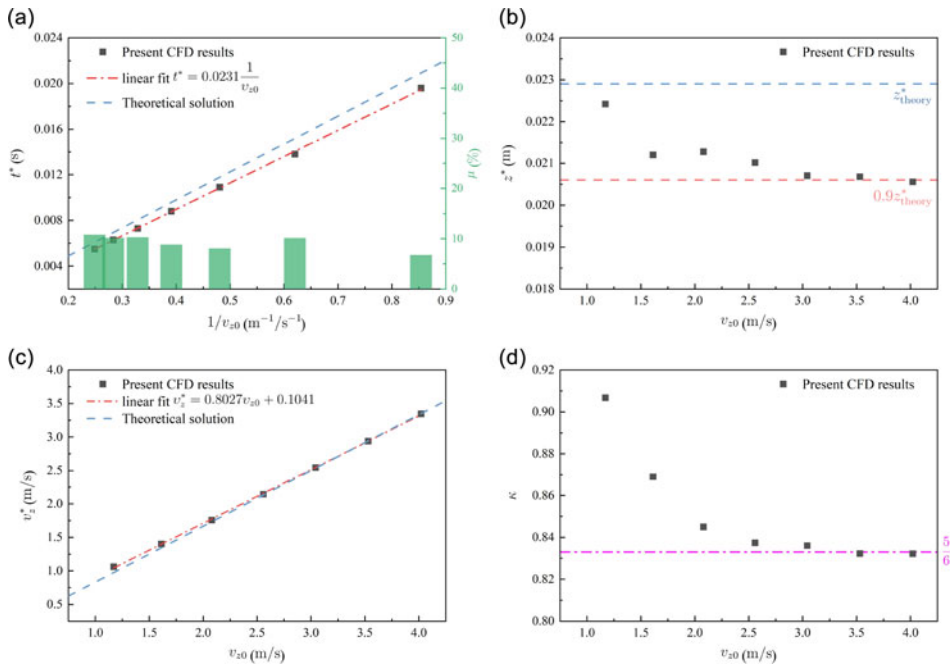 (a)
0.024
0.020
0.016
0.012
0.008
0.004
t* (s)
Present CFD results
linear fit t* = 0.0231 1/v_z0
Theoretical solution
50
40
30
20
10
0
μ (%)
0.2 0.3 0.4 0.5 0.6 0.7 0.8 0.9
1/v_z0 (m⁻¹/s⁻¹)
(b)
0.024
0.023
0.022
0.021
0.020
0.019
0.018
z* (m)
Present CFD results
z*_theory
0.9z*_theory
1.0 1.5 2.0 2.5 3.0 3.5 4.0
v_z0 (m/s)
(c)
4.0
3.5
3.0
2.5
2.0
1.5
1.0
0.5
v*_z (m/s)
Present CFD results
linear fit v*_z = 0.8027v_z0 + 0.1041
Theoretical solution
1.0 1.5 2.0 2.5 3.0 3.5 4.0
v_z0 (m/s)
(d)
0.92
0.90
0.88
0.86
0.84
0.82
0.80
κ
Present CFD results
5/6
1.0 1.5 2.0 2.5 3.0 3.5 4.0
v_z0 (m/s)